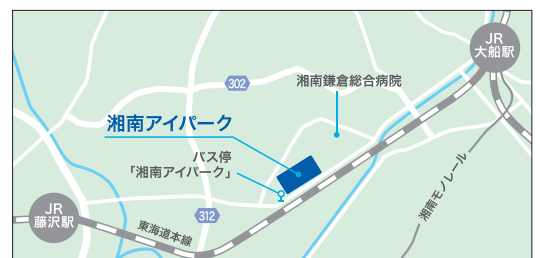 JR
大船駅
302
湘南鎌倉総合病院
湘南アイパーク
バス停
「湘南アイパーク」
湘南モノレール
JR
藤沢駅
312
東海道本線